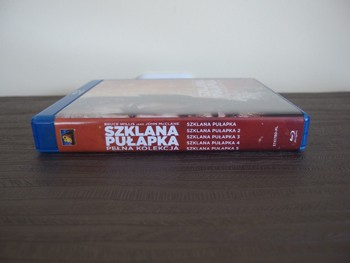 BRUCE WILLIS JAKO JOHN McCLANE
SZKLANA
PUŁAPKA
PEŁNA KOLEKCJA
SZKLANA PUŁAPKA
SZKLANA PUŁAPKA 2
SZKLANA PUŁAPKA 3
SZKLANA PUŁAPKA 4
SZKLANA PUŁAPKA 5